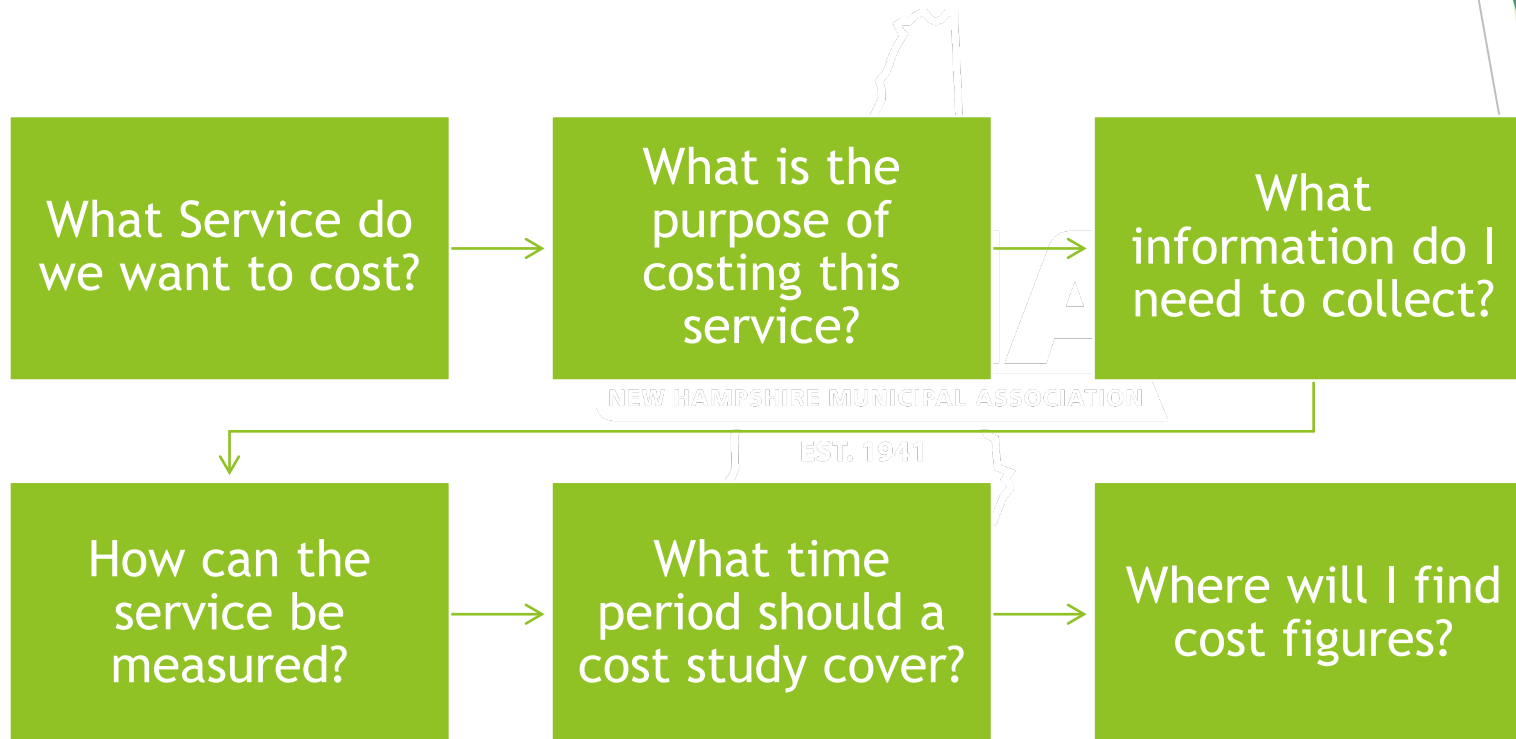 What Service do
we want to cost?
What is the
purpose of
costing this
service?
What
information do I
need to collect?
A
NEW HAMPSHIRE MUNICIPAL ASSOCIATION
EST. 1941
How can the
service be
measured?
What time
period should a
cost study cover?
Where will I find
cost figures?